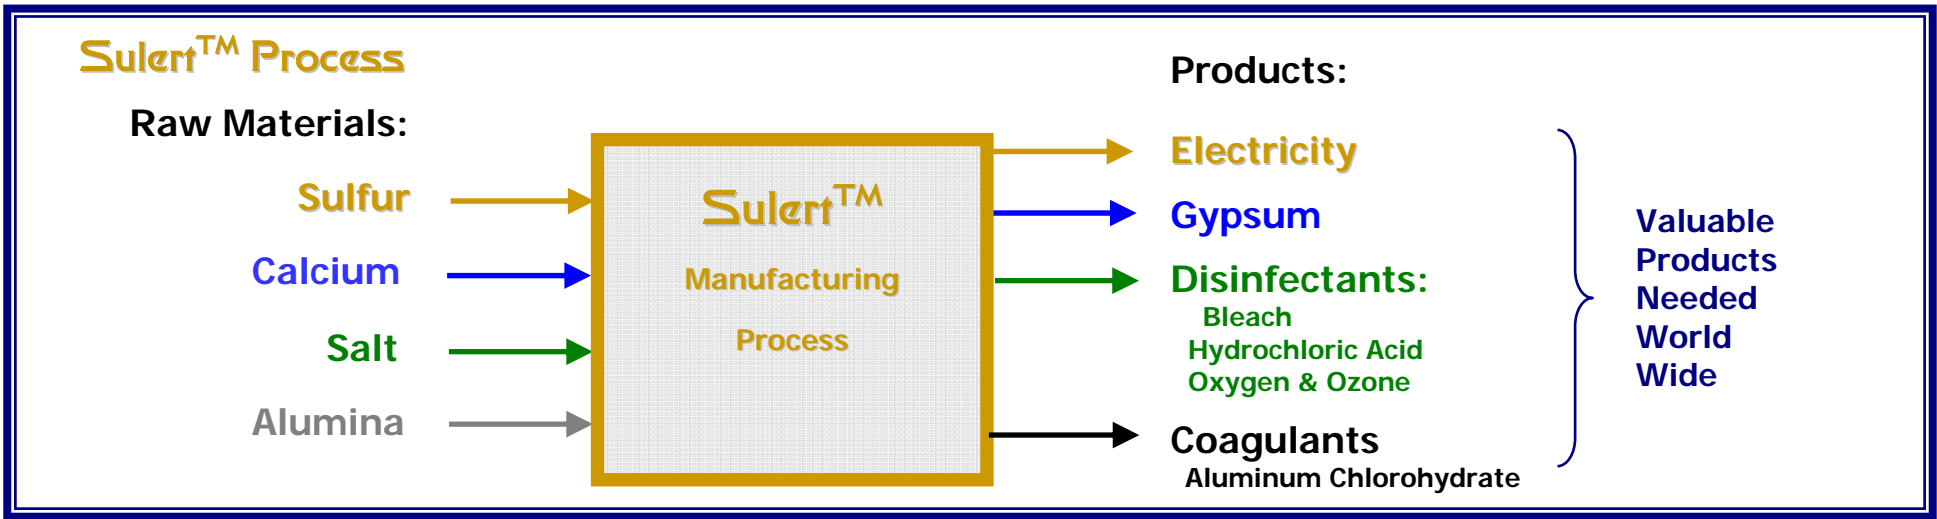 Sulert™ Process
Raw Materials:
Sulfur
Calcium
Salt
Alumina
Sulert™
Manufacturing
Process
Products:
Electricity
Gypsum
Disinfectants:
Bleach
Hydrochloric Acid
Oxygen & Ozone
Coagulants
Aluminum Chlorohydrate
Valuable
Products
Needed
World
Wide